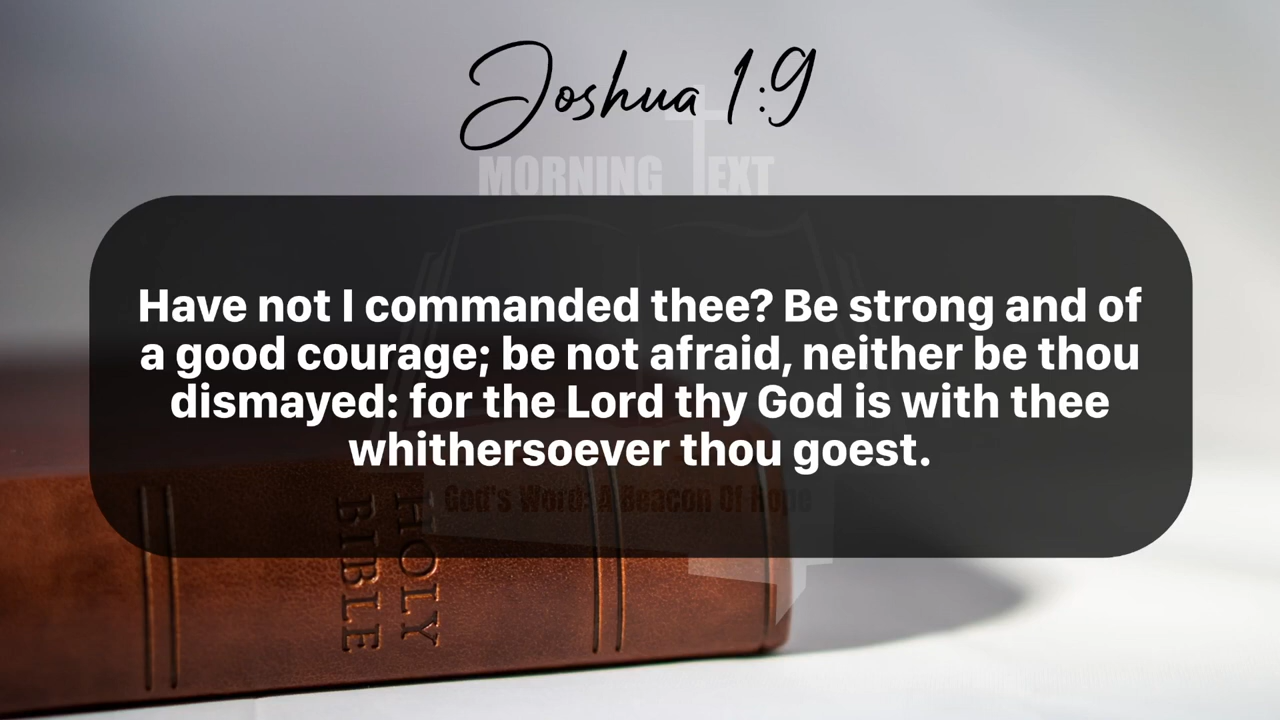 Joshua 1:9
MORNING TEXT
Have not I commanded thee? Be strong and of
a good courage; be not afraid, neither be thou
dismayed: for the Lord thy God is with thee
whithersoever thou goest.
God's Word: A Beacon Of Hope
HOLY
BIBLE